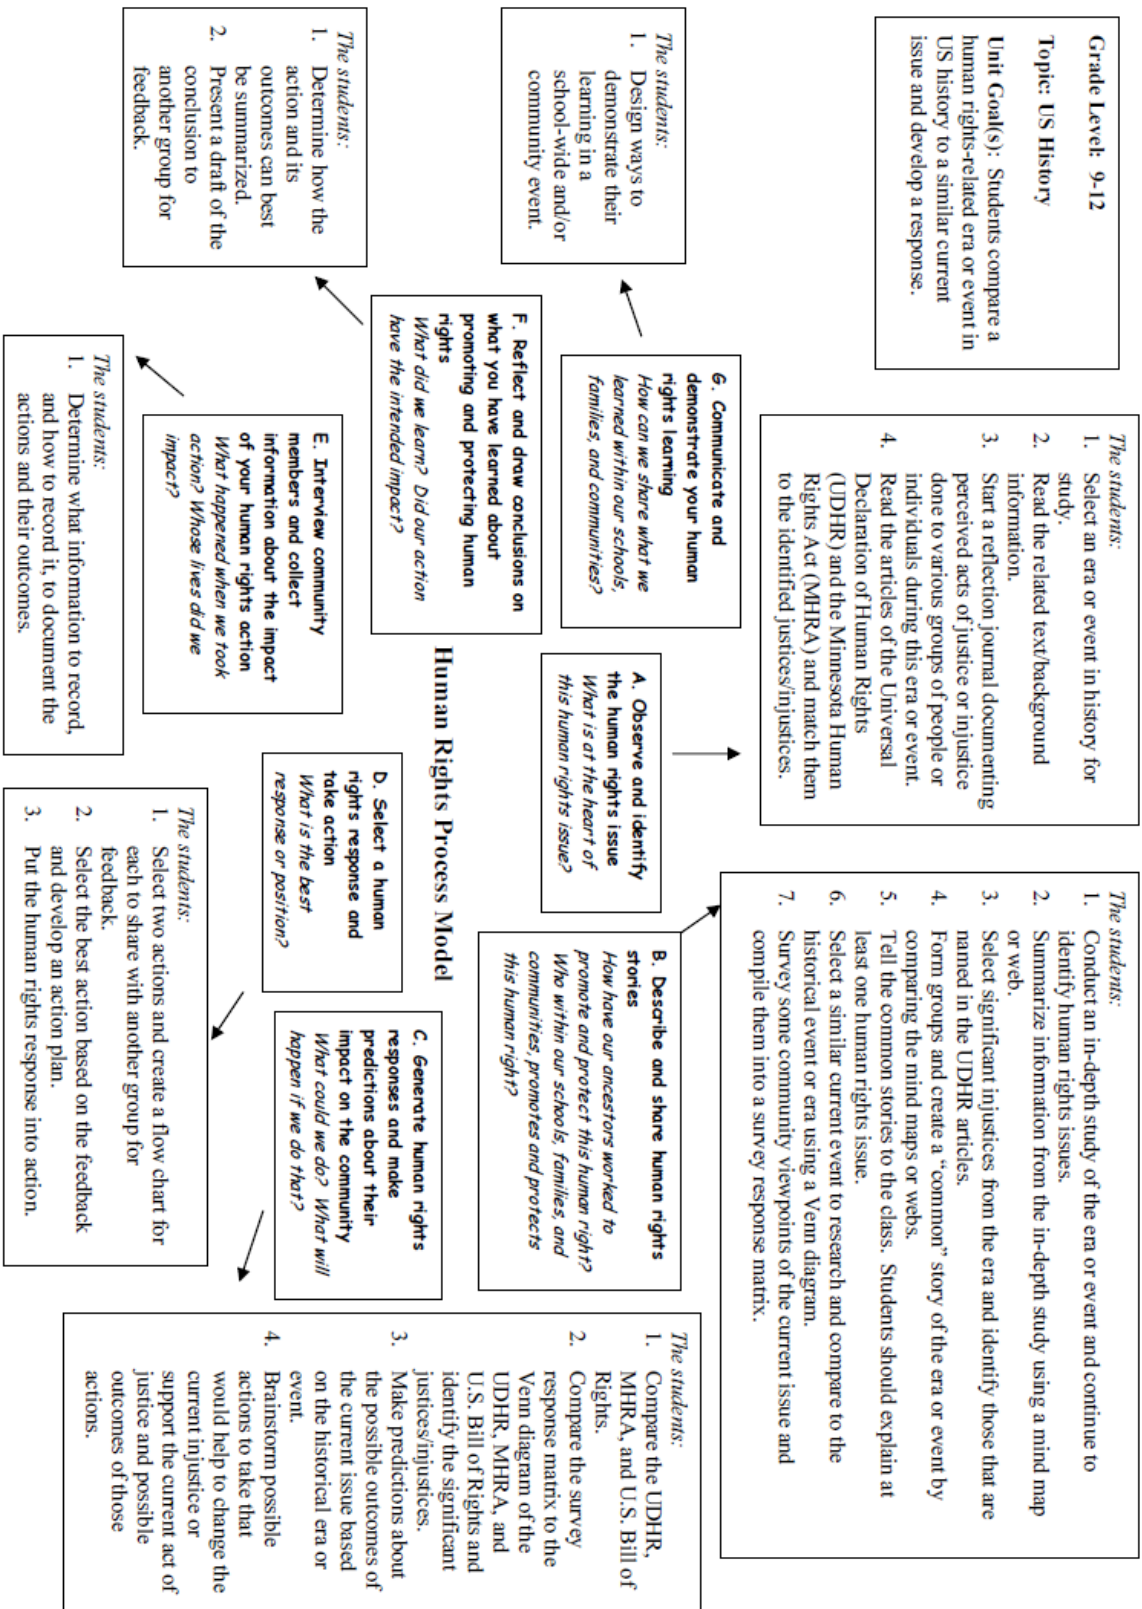 Grade Level:  9-12
Topic: US History
Unit Goal(s):  Students compare a
human rights-related era or event in
US history to a similar current
issue and develop a response.
The students:
1. Select an era or event in history for
study.
2. Read the related text/background
information.
3. Start a reflection journal documenting
perceived acts of justice or injustice
done to various groups of people or
individuals during this era or event.
4. Read the articles of the Universal
Declaration of Human Rights
(UDHR) and the Minnesota Human
Rights Act (MHRA) and match them
to the identified justices/injustices.
The students:
1. Conduct an in-depth study of the era or event and continue to
identify human rights issues.
2. Summarize information from the in-depth study using a mind map
or web.
3. Select significant injustices from the era and identify those that are
named in the UDHR articles.
4. Form groups and create a “common” story of the era or event by
comparing the mind maps or webs.
5. Tell the common stories to the class.  Students should explain at
least one human rights issue.
6. Select a similar current event to research and compare to the
historical event or era using a Venn diagram.
7. Survey some community viewpoints of the current issue and
compile them into a survey response matrix.
The students:
1. Design ways to
demonstrate their
learning in a
school-wide and/or
community event.
G. Communicate and
demonstrate your human
rights learning
How can we share what we
learned within our schools,
families, and communities?
A. Observe and identify
the human rights issue
What is at the heart of
this human rights issue?
B. Describe and share human rights
stories
How have our ancestors worked to
promote and protect this human right?
Who within our schools, families, and
communities, promotes and protects
this human right?
The students:
1. Compare the UDHR,
MHRA, and U.S. Bill of
Rights.
2. Compare the survey
response matrix to the
Venn diagram of the
UDHR, MHRA, and
U.S. Bill of Rights and
identify the significant
justices/injustices.
3. Make predictions about
the possible outcomes of
the current issue based
on the historical era or
event.
4. Brainstorm possible
actions to take that
would help to change the
current injustice or
support the current act of
justice and possible
outcomes of those
actions.
Human Rights Process Model
F. Reflect and draw conclusions on
what you have learned about
promoting and protecting human
rights
What did we learn?  Did our action
have the intended impact?
The students:
1. Determine how the
action and its
outcomes can best
be summarized.
2. Present a draft of the
conclusion to
another group for
feedback.
E. Interview community
members and collect
information about the impact
of your human rights action
What happened when we took
action? Whose lives did we
impact?
D. Select a human
rights response and
take action
What is the best
response or position?
C. Generate human rights
responses and make
predictions about their
impact on the community
What could we do?  What will
happen if we do that?
The students:
1. Determine what information to record,
and how to record it, to document the
actions and their outcomes.
The students:
1. Select two actions and create a flow chart for
each to share with another group for
feedback.
2. Select the best action based on the feedback
and develop an action plan.
3. Put the human rights response into action.